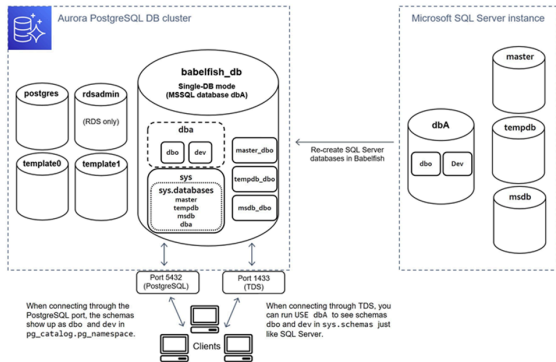 Aurora PostgreSQL DB cluster
Microsoft SQL Server instance
babelfish_db
Single-DB mode
(MSSQL database dbA)
postgres
rdsadmin
(RDS only)
template0
template1
dba
dbo
dev
master_dbo
tempdb_dbo
msdb_dbo
sys
sys.databases
master
tempdb
msdb
dba
Re-create SQL Server
databases in Babelfish
dbA
dbo
Dev
master
tempdb
msdb
Port 5432
(PostgreSQL)
Port 1433
(TDS)
When connecting through the
PostgreSQL port, the schemas
show up as dbo and dev in
pg_catalog.pg_namespace.
When connecting through TDS, you
can run USE dbA to see schemas
dbo and dev in sys.schemas just
like SQL Server.
Clients